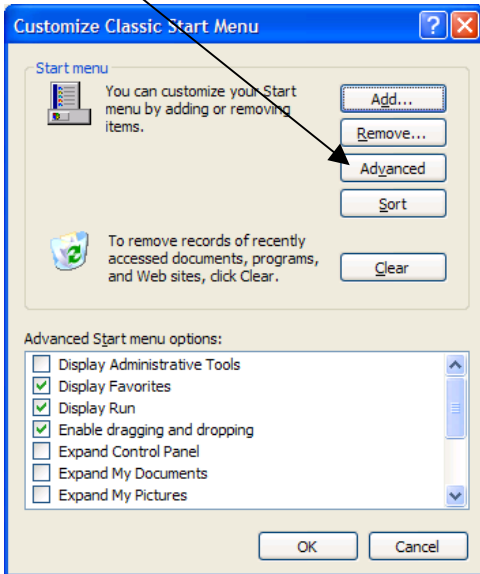 Customize Classic Start Menu
Start menu
You can customize your Start
menu by adding or removing
items.
Add...
Remove...
Advanced
Sort
To remove records of recently
accessed documents, programs,
and Web sites, click Clear.
Clear
Advanced Start menu options:
Display Administrative Tools
Display Favorites
Display Run
Enable dragging and dropping
Expand Control Panel
Expand My Documents
Expand My Pictures
OK
Cancel